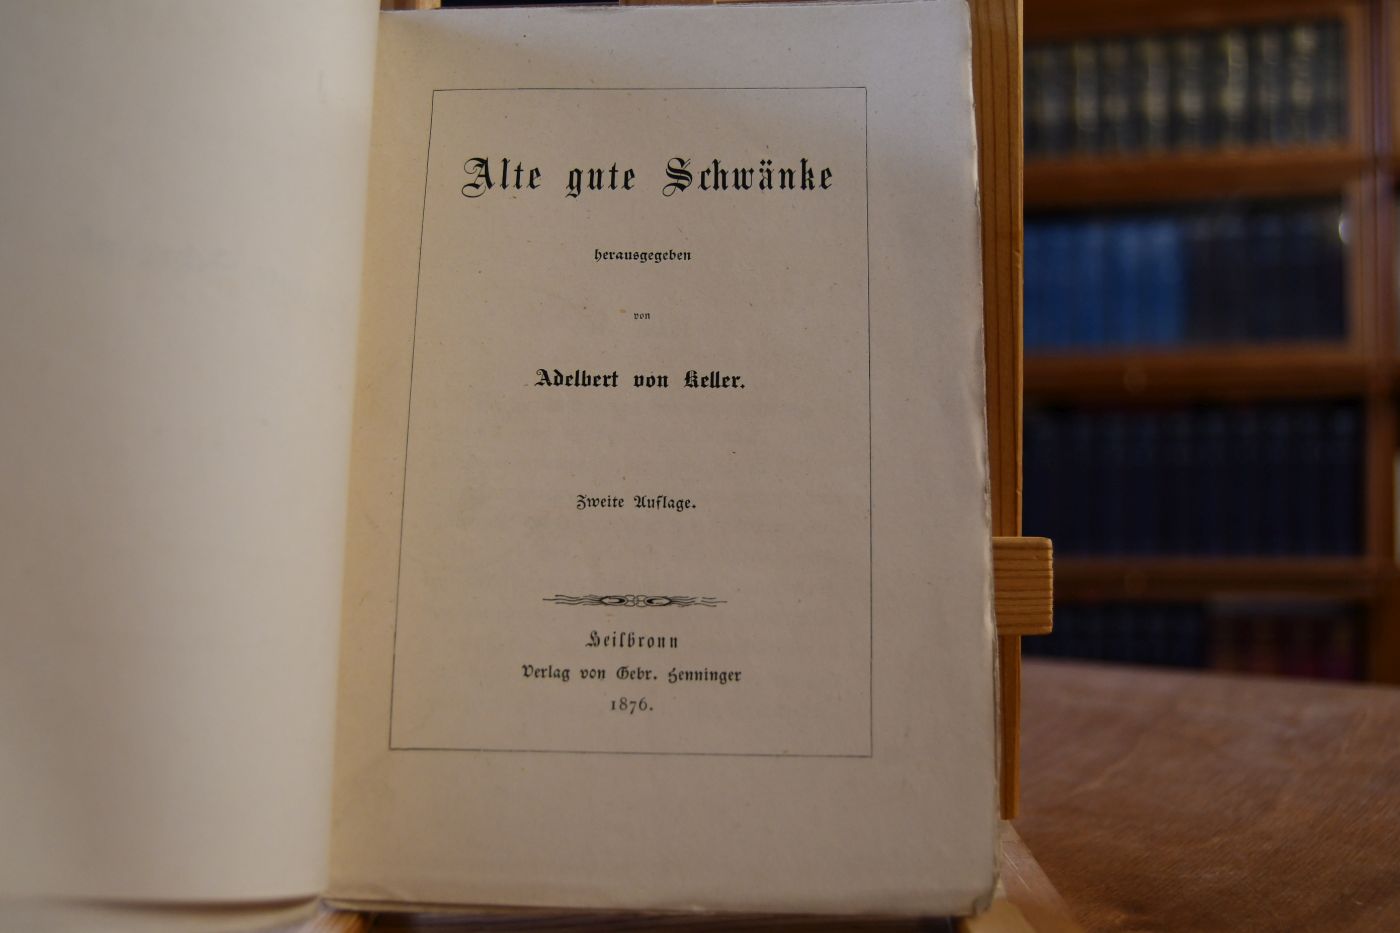 Alte gute Schwänke
herausgegeben
von
Adelbert von Keller.
Zweite Auflage.
Heilbronn
Verlag von Gebr. Henninger
1876.